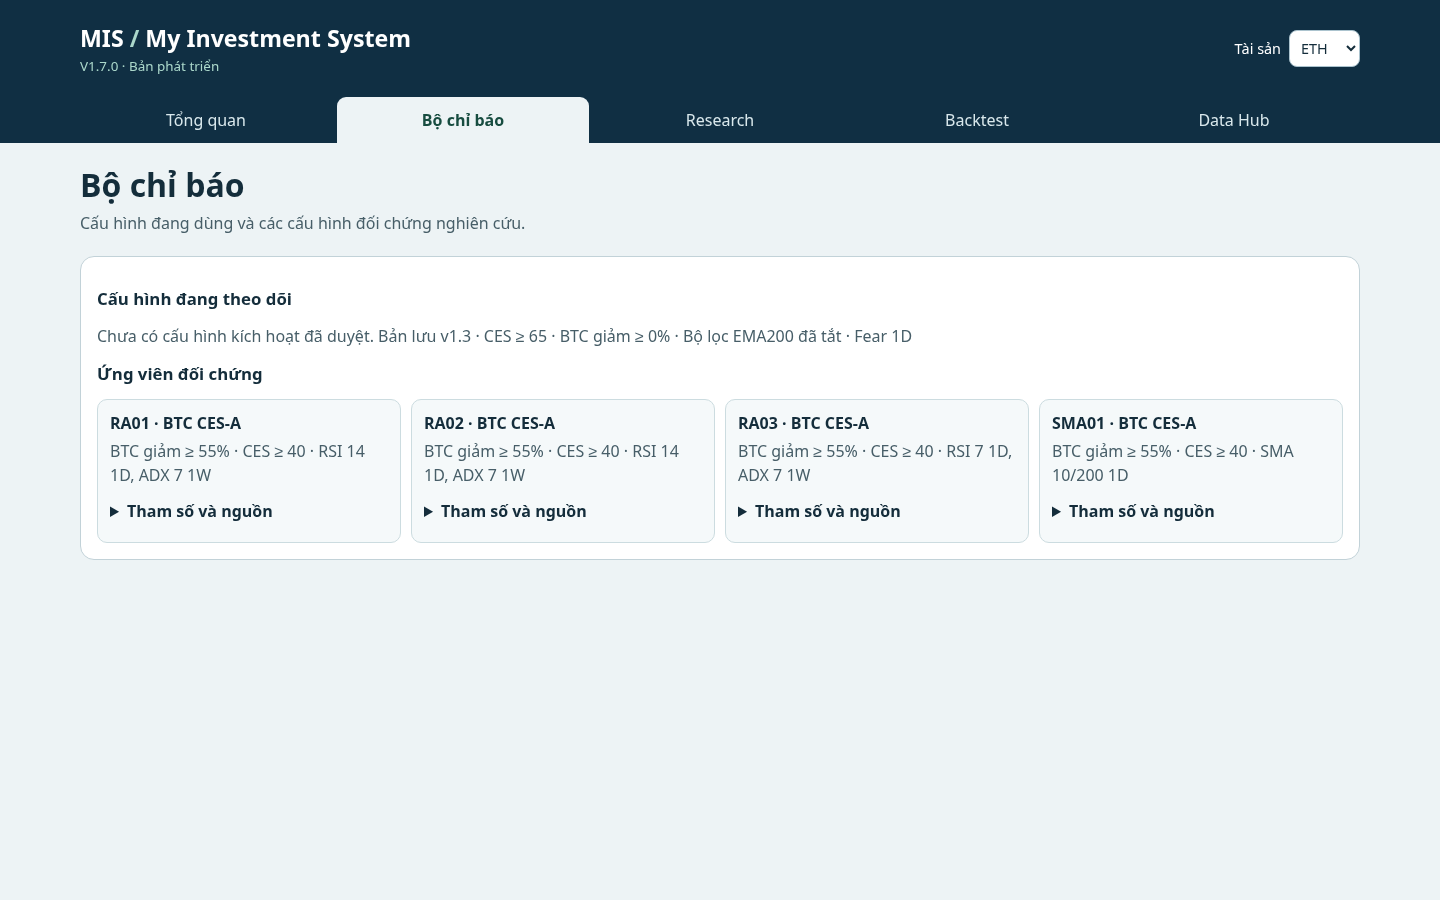 MIS / My Investment System
V1.7.0 · Bản phát triển
Tài sản ETH
Tổng quan
Bộ chỉ báo
Research
Backtest
Data Hub
Bộ chỉ báo
Cấu hình đang dùng và các cấu hình đối chứng nghiên cứu.
Cấu hình đang theo dõi
Chưa có cấu hình kích hoạt đã duyệt. Bản lưu v1.3 · CES ≥ 65 · BTC giảm ≥ 0% · Bộ lọc EMA200 đã tắt · Fear 1D
Ứng viên đối chứng
RA01 · BTC CES-A
BTC giảm ≥ 55% · CES ≥ 40 · RSI 14
1D, ADX 7 1W
Tham số và nguồn
RA02 · BTC CES-A
BTC giảm ≥ 55% · CES ≥ 40 · RSI 14
1D, ADX 7 1W
Tham số và nguồn
RA03 · BTC CES-A
BTC giảm ≥ 55% · CES ≥ 40 · RSI 7 1D,
ADX 7 1W
Tham số và nguồn
SMA01 · BTC CES-A
BTC giảm ≥ 55% · CES ≥ 40 · SMA
10/200 1D
Tham số và nguồn